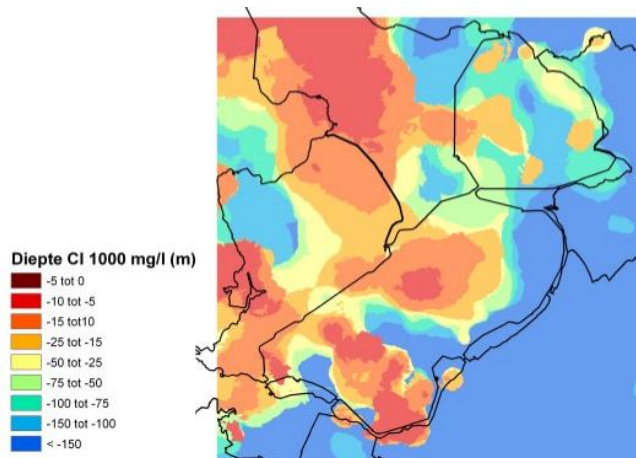 Diepte Cl 1000 mg/l (m)
-5 tot 0
-10 tot -5
-15 tot10
-25 tot -15
-50 tot -25
-75 tot -50
-100 tot -75
-150 tot -100
< -150